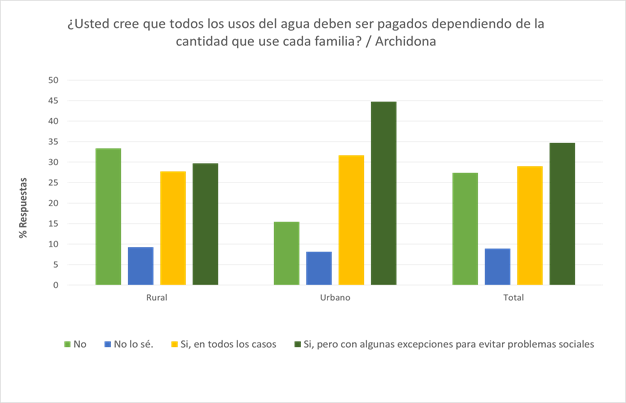 ¿Usted cree que todos los usos del agua deben ser pagados dependiendo de la
cantidad que use cada familia? / Archidona
50
45
40
35
30
25
20
15
10
5
0
% Respuestas
Rural
Urbano
Total
No
No lo sé.
Si, en todos los casos
Si, pero con algunas excepciones para evitar problemas sociales